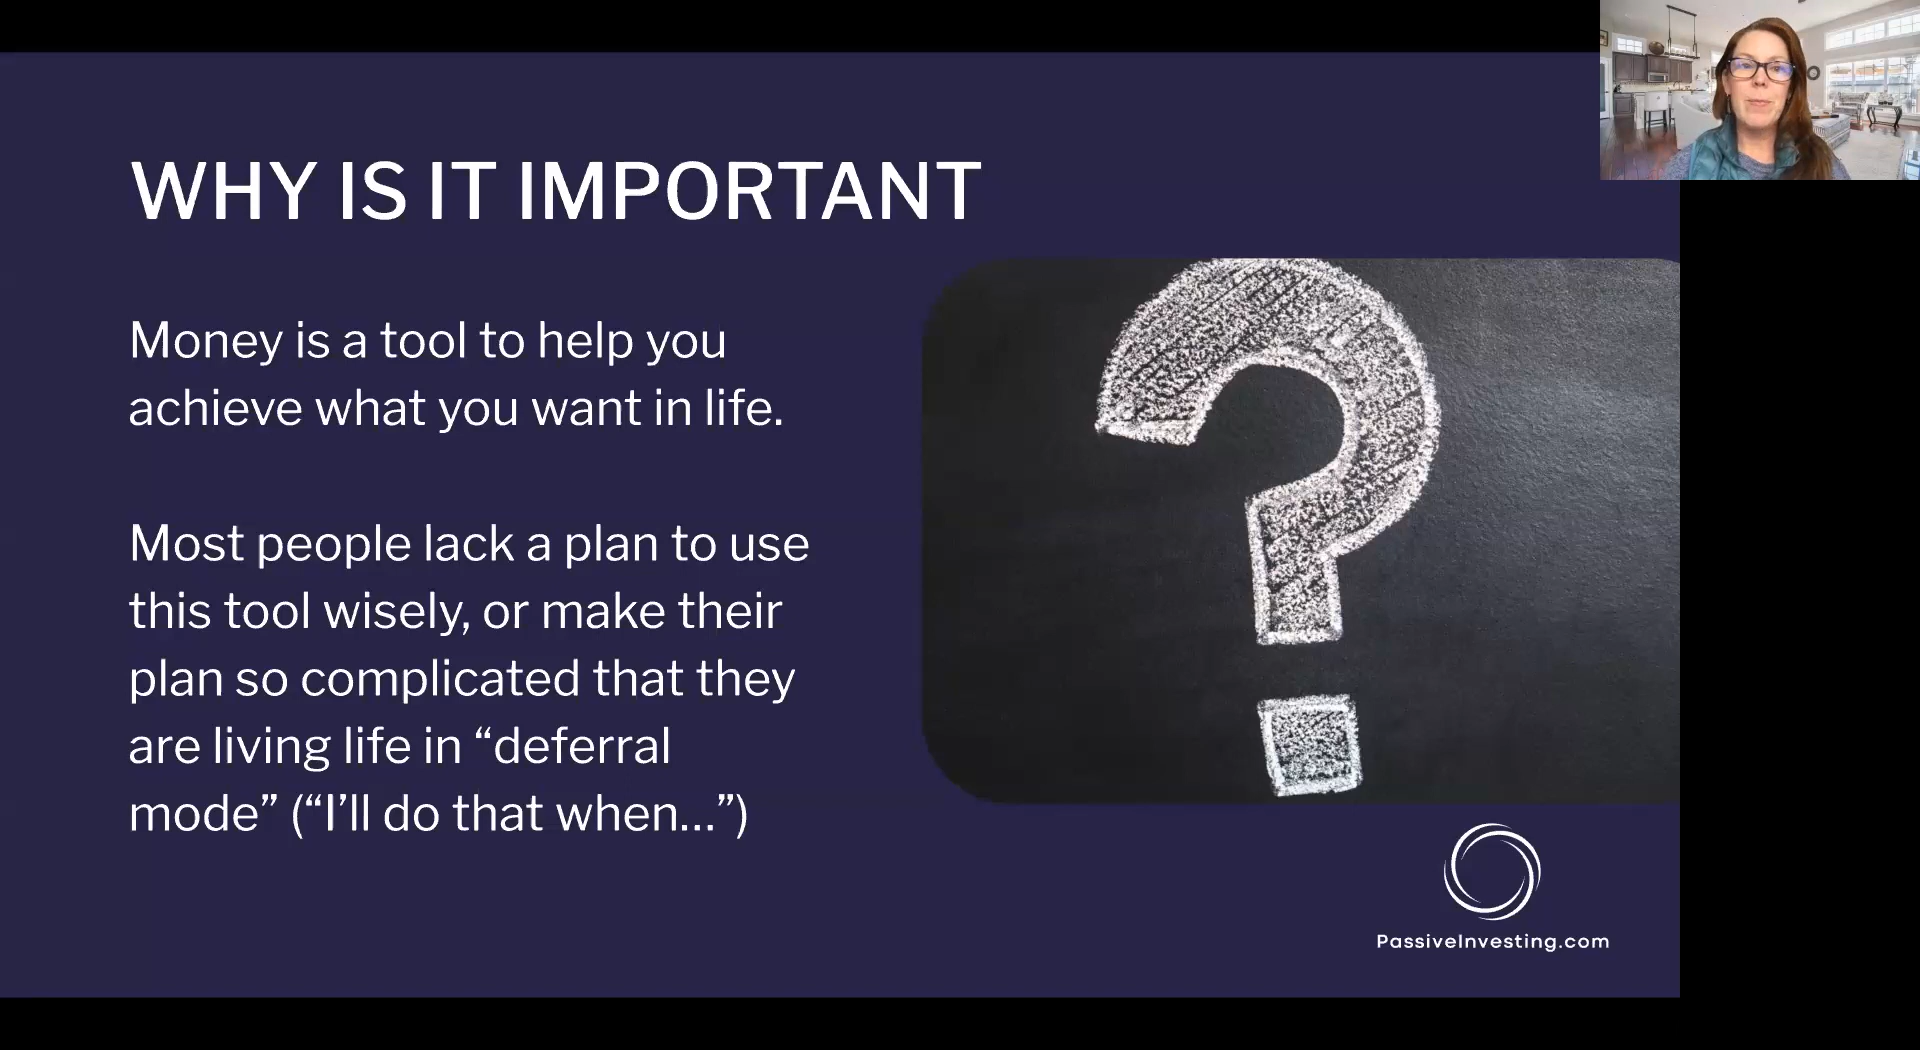 WHY IS IT IMPORTANT
Money is a tool to help you
achieve what you want in life.
Most people lack a plan to use
this tool wisely, or make their
plan so complicated that they
are living life in “deferral
mode” (“I’ll do that when...”)
PassiveInvesting.com